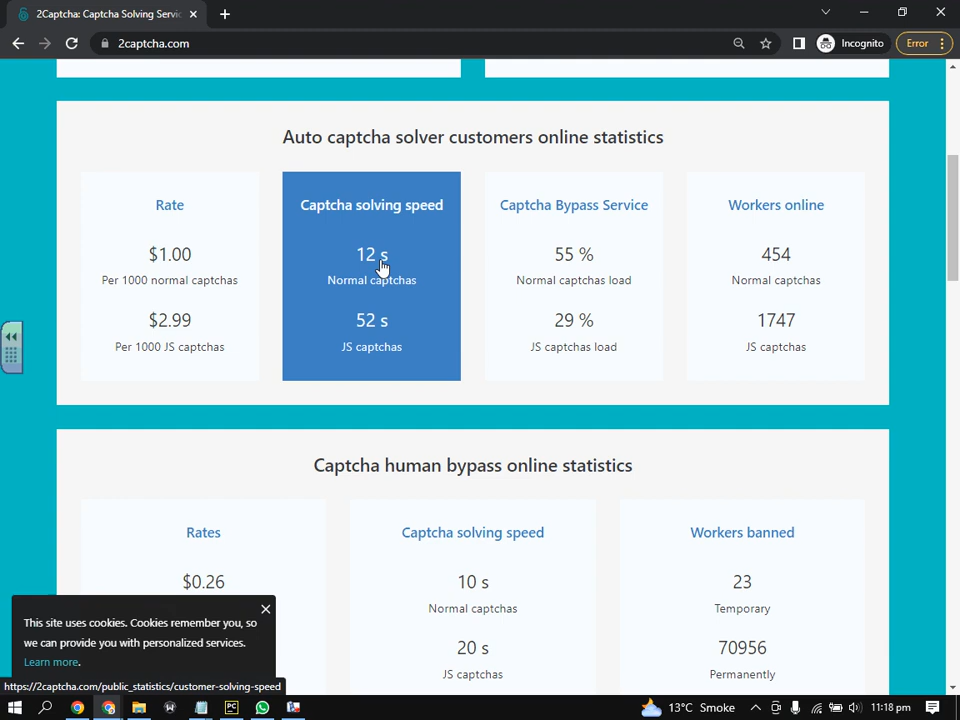 2Captcha: Captcha Solving Servic
2captcha.com
Incognito
Error
Auto captcha solver customers online statistics
Rate
$1.00
Per 1000 normal captchas
$2.99
Per 1000 JS captchas
Captcha solving speed
12 s
Normal captchas
52 s
JS captchas
Captcha Bypass Service
55 %
Normal captchas load
29 %
JS captchas load
Workers online
454
Normal captchas
1747
JS captchas
Captcha human bypass online statistics
Rates
$0.26
Captcha solving speed
10 s
Normal captchas
20 s
JS captchas
Workers banned
23
Temporary
70956
Permanently
This site uses cookies. Cookies remember you, so
we can provide you with personalized services.
Learn more.
https://2captcha.com/public_statistics/customer-solving-speed
PC
13°C Smoke
11:18 pm